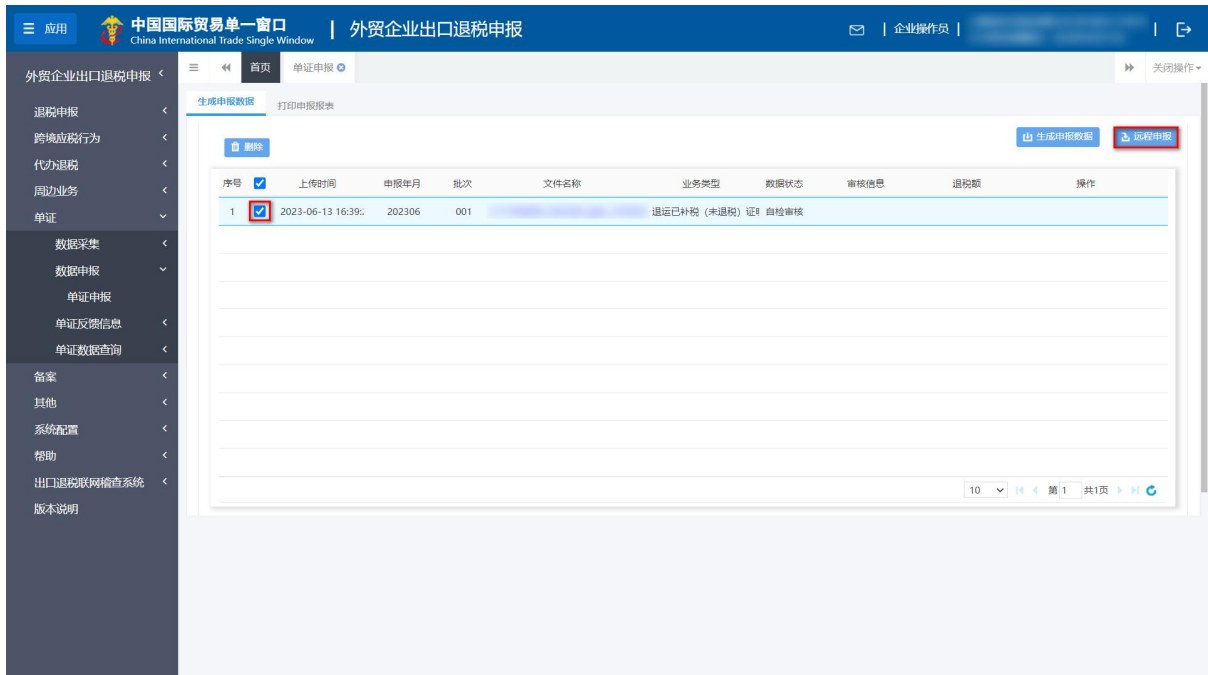 应用
中国国际贸易单一窗口
China International Trade Single Window
外贸企业出口退税申报
企业操作员
外贸企业出口退税申报
首页
单证申报
关闭操作
退税申报
跨境应税行为
代办退税
周边业务
单证
数据采集
数据申报
单证申报
单证反馈信息
单证数据查询
备案
其他
系统配置
帮助
出口退税联网稽查系统
版本说明
生成申报数据
打印申报报表
删除
生成申报数据
远程申报
序号 上传时间 申报年月 批次 文件名称 业务类型 数据状态 审核信息 退税额 操作
1 2023-06-13 16:39: 202306 001 退运已补税(未退税)证 自检审核
10 第 1 共1页